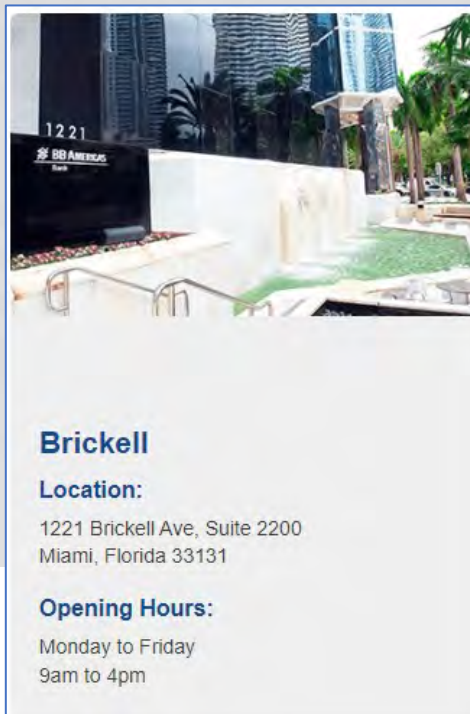 1221
BB AMERICAS
Bank
Brickell
Location:
1221 Brickell Ave, Suite 2200
Miami, Florida 33131
Opening Hours:
Monday to Friday
9am to 4pm